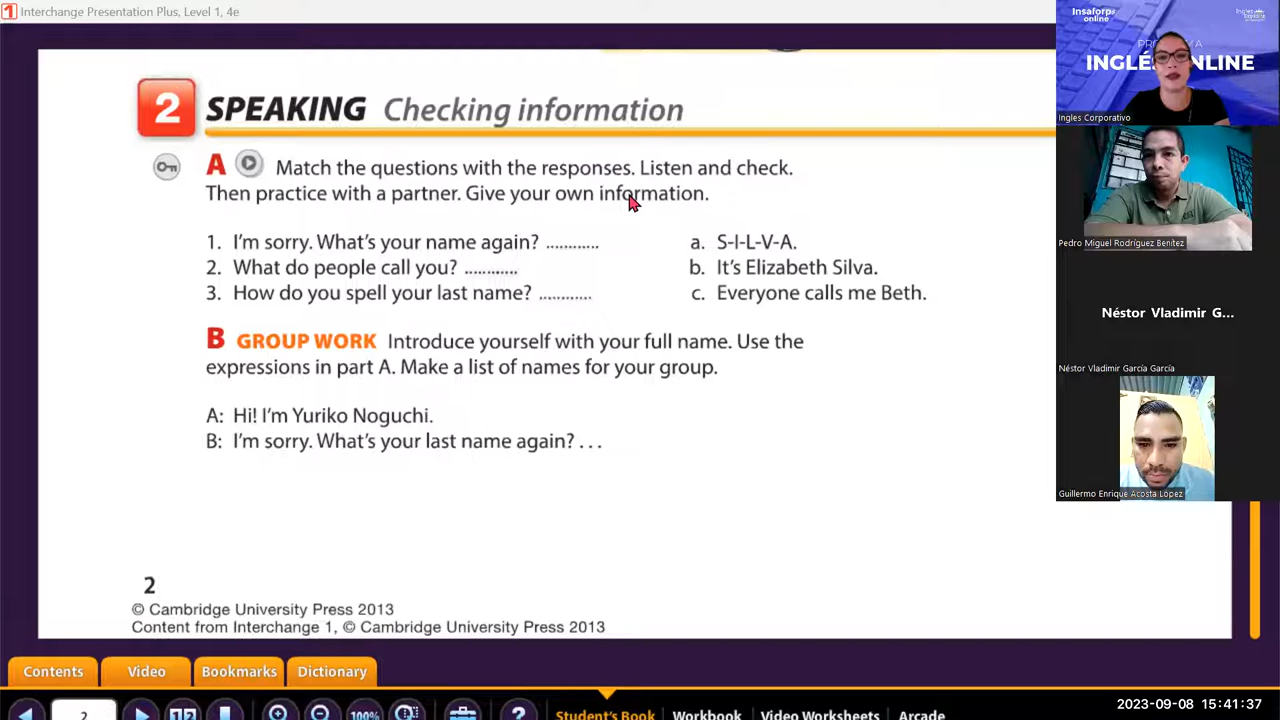 Interchange Presentation Plus, Level 1, 4e
2 SPEAKING Checking information
A Match the questions with the responses. Listen and check.
Then practice with a partner. Give your own information.
1. I'm sorry. What's your name again? ............
2. What do people call you? ............
3. How do you spell your last name? ............
a. S-I-L-V-A.
b. It's Elizabeth Silva.
c. Everyone calls me Beth.
B GROUP WORK Introduce yourself with your full name. Use the
expressions in part A. Make a list of names for your group.
A: Hi! I'm Yuriko Noguchi.
B: I'm sorry. What's your last name again? . . .
2
© Cambridge University Press 2013
Content from Interchange 1, © Cambridge University Press 2013
Contents Video Bookmarks Dictionary
2 1 2 100% ?
Student's Book Workbook Video Worksheets Arcade
Insaforp
online
INGLÉS ONLINE
Ingles Corporativo
Pedro Miguel Rodríguez Benítez
Néstor Vladimir G...
Néstor Vladimir García García
Guillermo Enrique Acosta López
2023-09-08 15:41:37